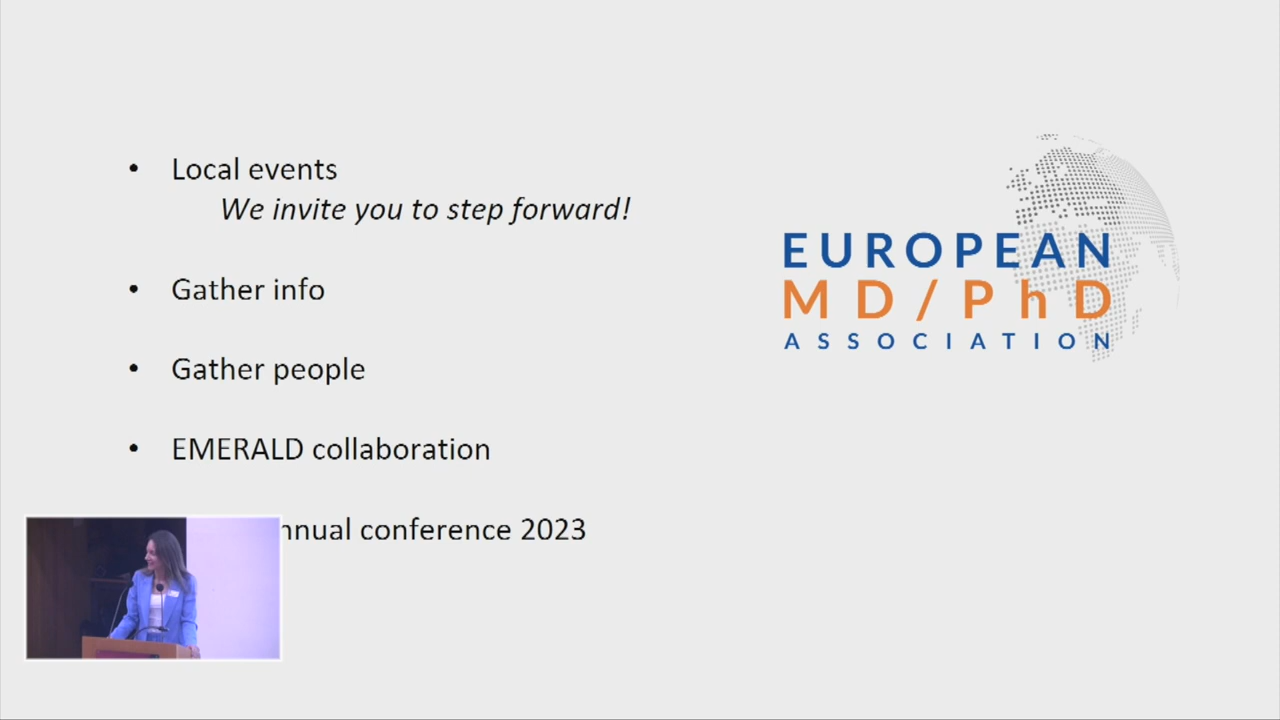 • Local events
We invite you to step forward!
• Gather info
• Gather people
• EMERALD collaboration
conference 2023
EUROPEAN
MD/PhD
ASSOCIATION